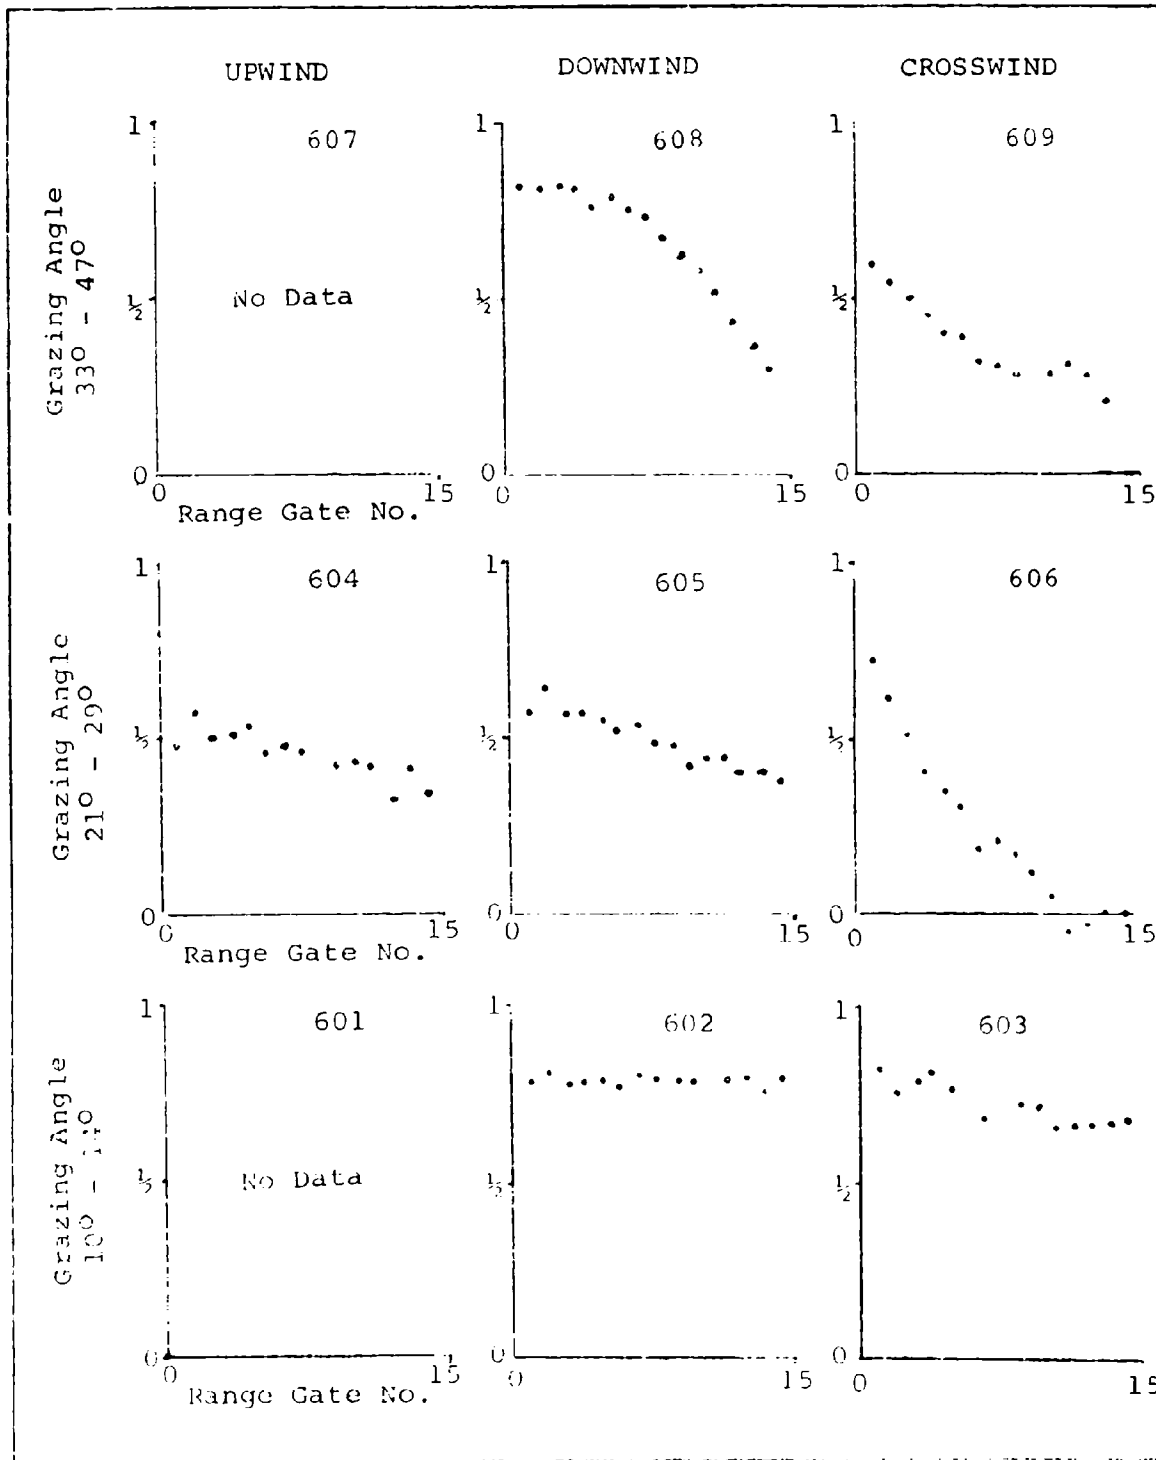 UPWIND DOWNWIND CROSSWIND
Grazing Angle
33° - 47°
1 607
½ No Data
0
0 15
Range Gate No.
1 608
½
0
0 15
1 609
½
0
0 15
Grazing Angle
21° - 29°
1 604
½
0
0 15
Range Gate No.
1 605
½
0
0 15
1 606
½
0
0 15
Grazing Angle
10° - 14°
1 601
½ No Data
0
0 15
Range Gate No.
1 602
½
0
0 15
1 603
½
0
0 15